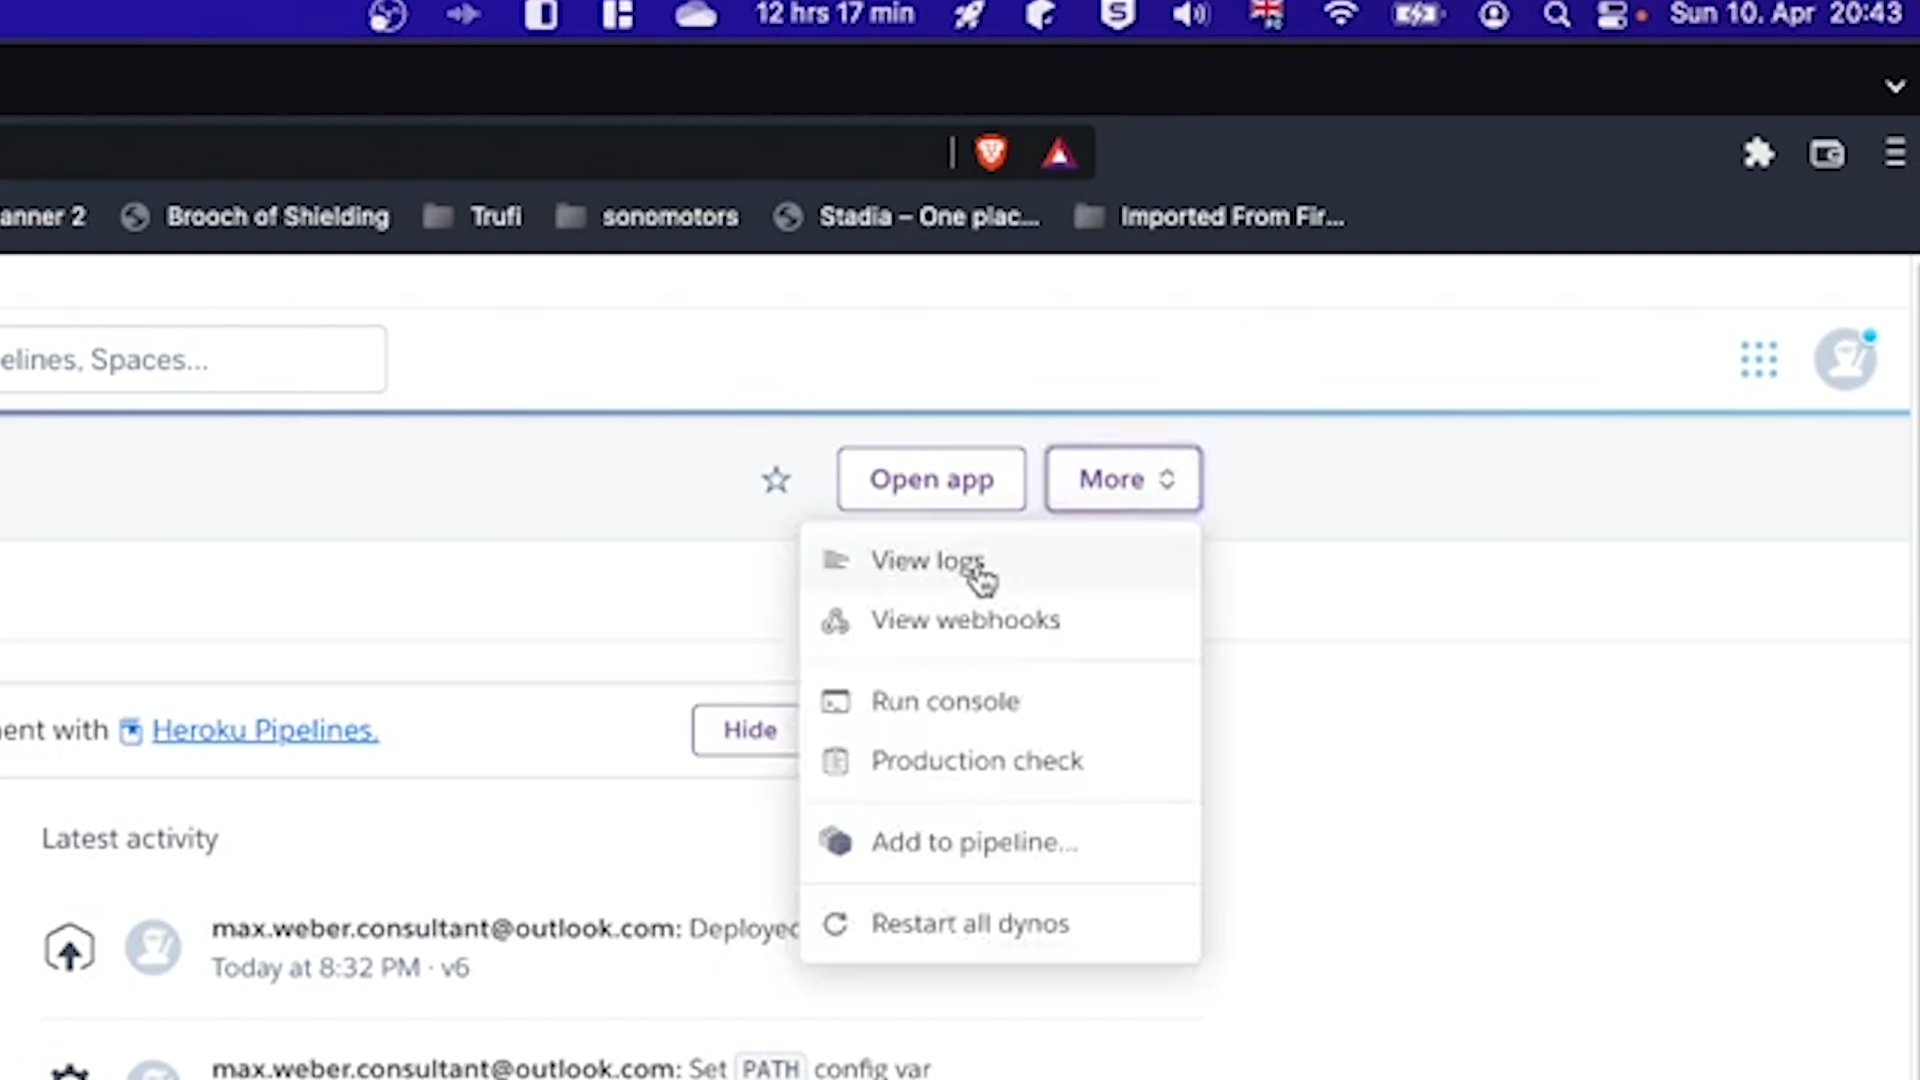 12 hrs 17 min
Sun 10. Apr 20:43
anner 2
Brooch of Shielding
Trufi
sonomotors
Stadia – One plac...
Imported From Fir...
elines, Spaces...
Open app
More
View logs
View webhooks
Run console
ent with Heroku Pipelines.
Hide
Production check
Latest activity
Add to pipeline...
max.weber.consultant@outlook.com: Deployed
Restart all dynos
Today at 8:32 PM · v6
max.weber.consultant@outlook.com: Set PATH config var